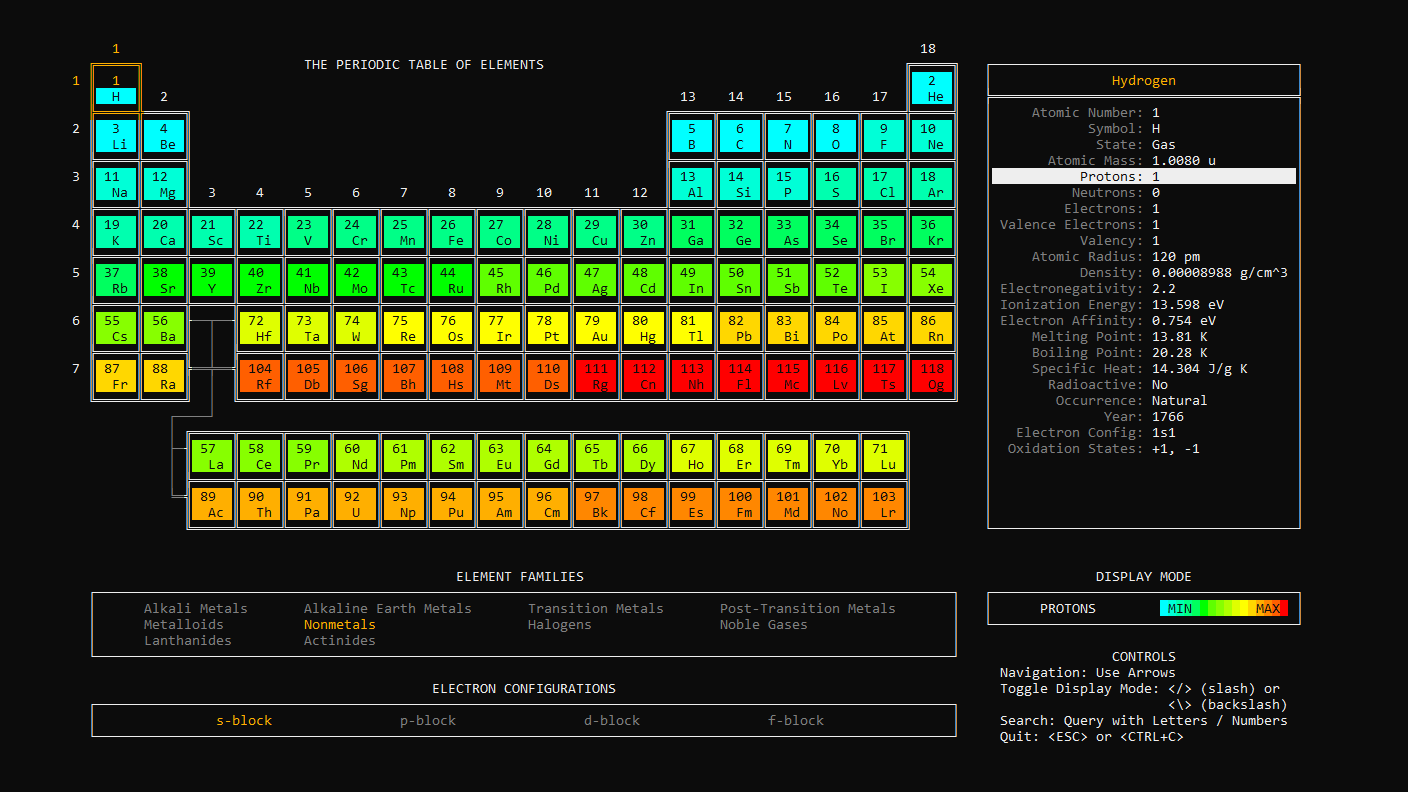 1 18
THE PERIODIC TABLE OF ELEMENTS
1 1 2
H 2 13 14 15 16 17 He
2 3 4 5 6 7 8 9 10
Li Be B C N O F Ne
3 11 12 13 14 15 16 17 18
Na Mg 3 4 5 6 7 8 9 10 11 12 Al Si P S Cl Ar
4 19 20 21 22 23 24 25 26 27 28 29 30 31 32 33 34 35 36
K Ca Sc Ti V Cr Mn Fe Co Ni Cu Zn Ga Ge As Se Br Kr
5 37 38 39 40 41 42 43 44 45 46 47 48 49 50 51 52 53 54
Rb Sr Y Zr Nb Mo Tc Ru Rh Pd Ag Cd In Sn Sb Te I Xe
6 55 56 72 73 74 75 76 77 78 79 80 81 82 83 84 85 86
Cs Ba Hf Ta W Re Os Ir Pt Au Hg Tl Pb Bi Po At Rn
7 87 88 104 105 106 107 108 109 110 111 112 113 114 115 116 117 118
Fr Ra Rf Db Sg Bh Hs Mt Ds Rg Cn Nh Fl Mc Lv Ts Og
57 58 59 60 61 62 63 64 65 66 67 68 69 70 71
La Ce Pr Nd Pm Sm Eu Gd Tb Dy Ho Er Tm Yb Lu
89 90 91 92 93 94 95 96 97 98 99 100 101 102 103
Ac Th Pa U Np Pu Am Cm Bk Cf Es Fm Md No Lr
Hydrogen
Atomic Number: 1
Symbol: H
State: Gas
Atomic Mass: 1.0080 u
Protons: 1
Neutrons: 0
Electrons: 1
Valence Electrons: 1
Valency: 1
Atomic Radius: 120 pm
Density: 0.00008988 g/cm^3
Electronegativity: 2.2
Ionization Energy: 13.598 eV
Electron Affinity: 0.754 eV
Melting Point: 13.81 K
Boiling Point: 20.28 K
Specific Heat: 14.304 J/g K
Radioactive: No
Occurrence: Natural
Year: 1766
Electron Config: 1s1
Oxidation States: +1, -1
ELEMENT FAMILIES
Alkali Metals Alkaline Earth Metals Transition Metals Post-Transition Metals
Metalloids Nonmetals Halogens Noble Gases
Lanthanides Actinides
ELECTRON CONFIGURATIONS
s-block p-block d-block f-block
DISPLAY MODE
PROTONS MIN MAX
CONTROLS
Navigation: Use Arrows
Toggle Display Mode: </> (slash) or
<\> (backslash)
Search: Query with Letters / Numbers
Quit: <ESC> or <CTRL+C>